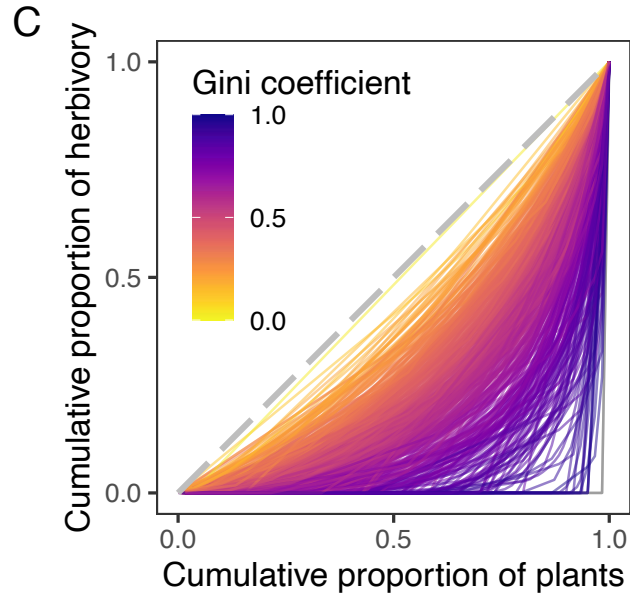 C
Cumulative proportion of herbivory
1.0
0.5
0.0
Gini coefficient
1.0
0.5
0.0
0.0
0.5
1.0
Cumulative proportion of plants